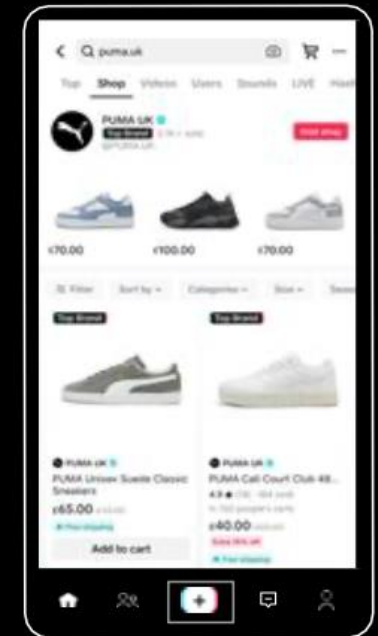 puma.uk
Top Shop Videos Users Sounds LIVE
PUMA UK
Top Brand
@PUMA UK
Visit shop
£70.00 £100.00 £70.00
Filter Sort by Categories Size
Top Brand Top Brand
PUMA UK PUMA UK
PUMA Unisex Suede Classic
Sneakers
£65.00
Free shipping
Add to cart
PUMA Cali Court Club 48...
£40.00
Free shipping